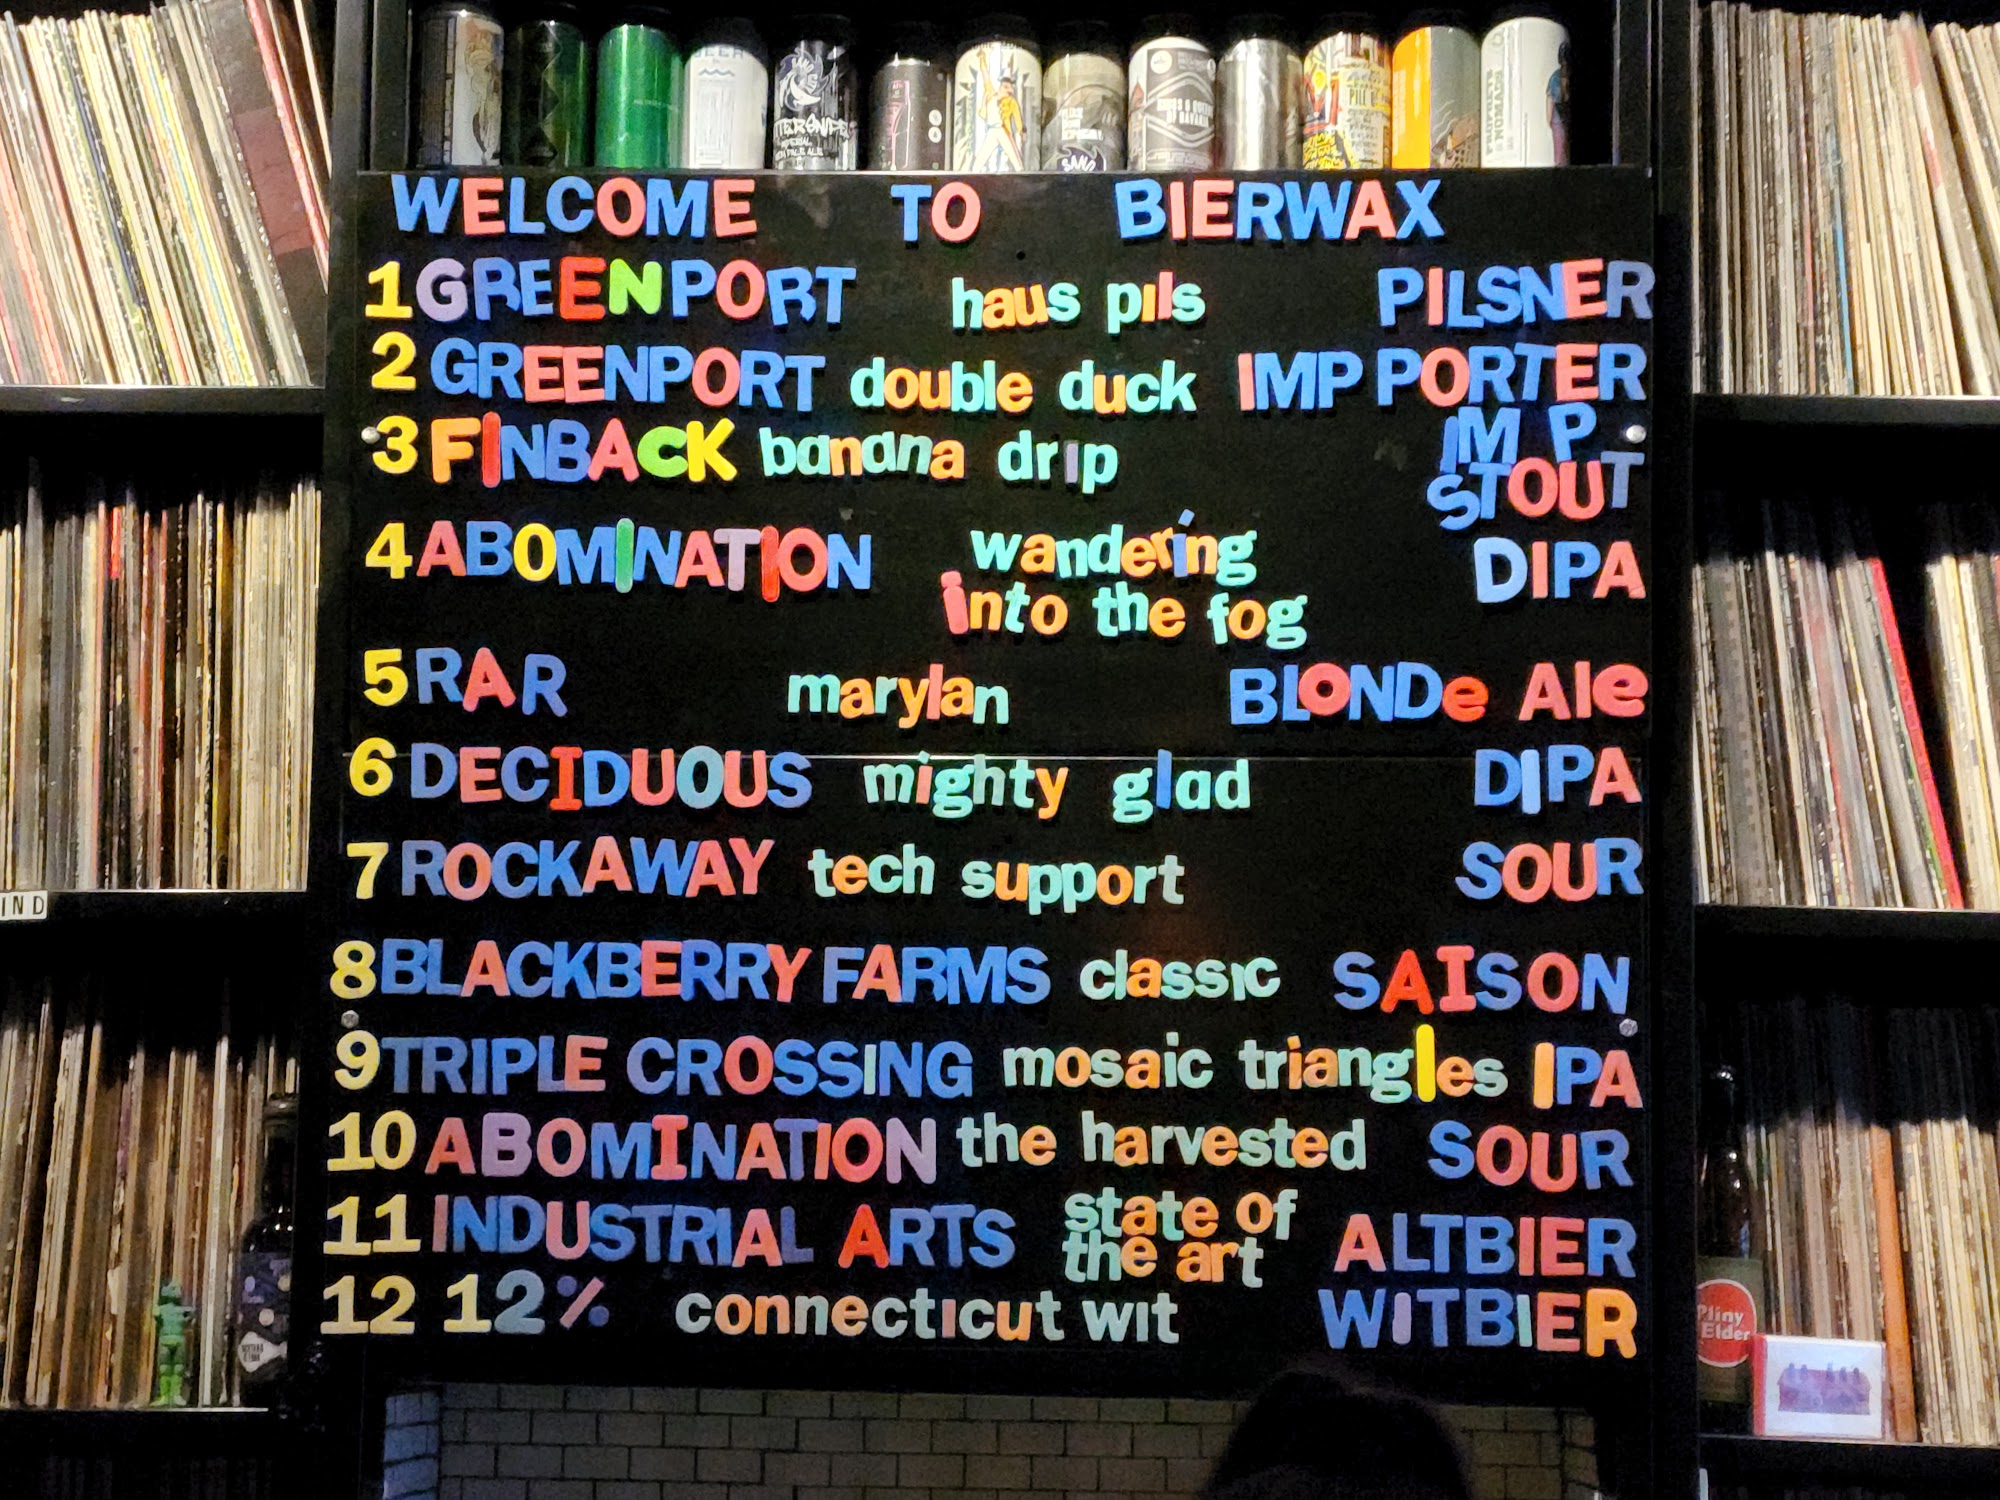 WELCOME TO BIERWAX
1 GREENPORT haus pils PILSNER
2 GREENPORT double duck IMP PORTER
3 FINBACK banana drip IMP.
STOUT
4 ABOMINATION wandering DIPA
into the fog
5 RAR marylan BLONDe Ale
6 DECIDUOUS mighty glad DIPA
7 ROCKAWAY tech support SOUR
8 BLACKBERRY FARMS classic SAISON
9 TRIPLE CROSSING mosaic triangles IPA
10 ABOMINATION the harvested SOUR
11 INDUSTRIAL ARTS state of the art ALTBIER
12 12% connecticut wit WITBIER
IND
Pliny
Elder